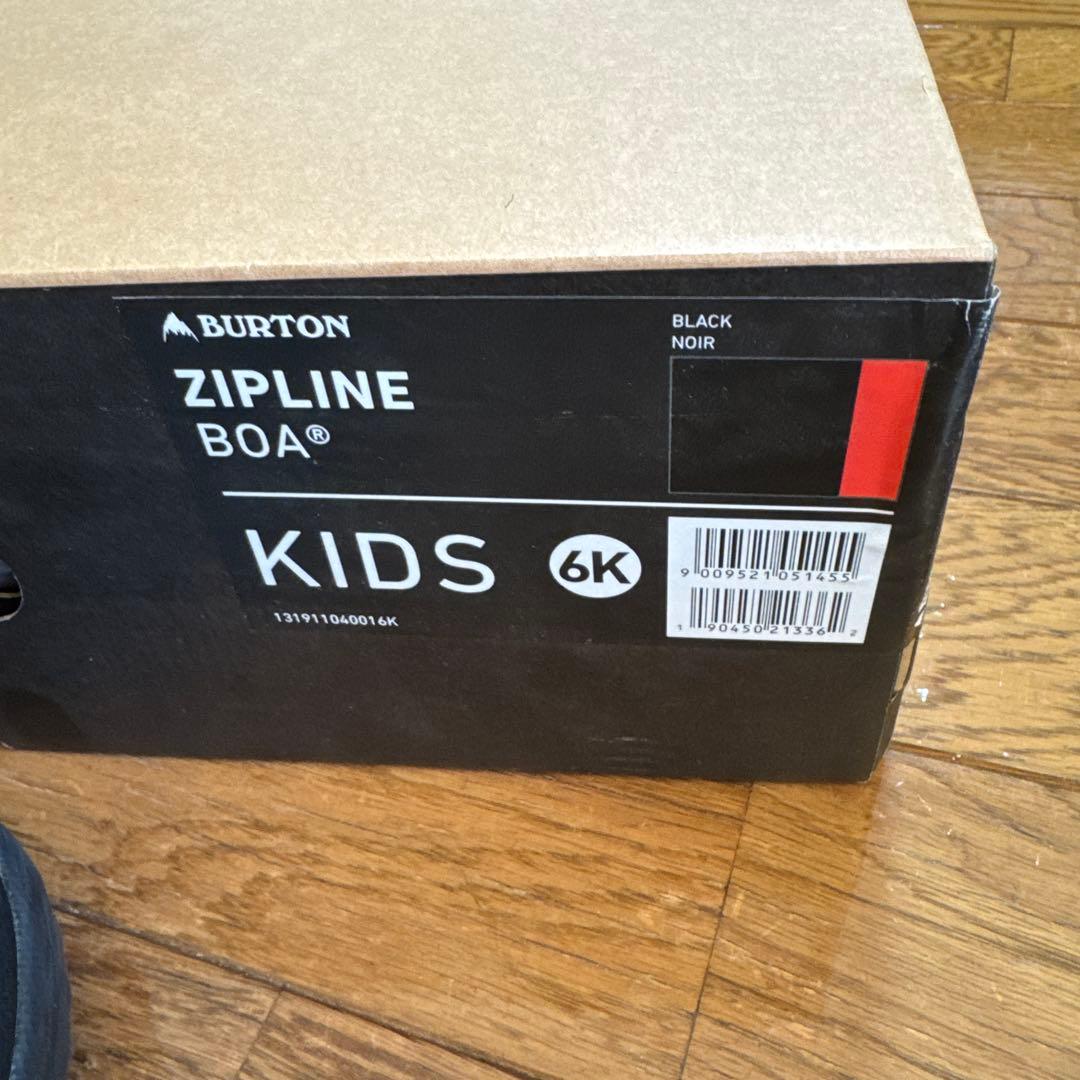 BURTON
ZIPLINE
BOA®
KIDS
6K
131911040016K
BLACK
NOIR
9 009521 051455
1 90450 21336 2